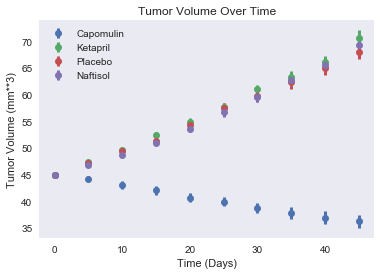 Tumor Volume Over Time
Capomulin
Ketapril
Placebo
Naftisol
Tumor Volume (mm**3)
70
65
60
55
50
45
40
35
0 10 20 30 40
Time (Days)